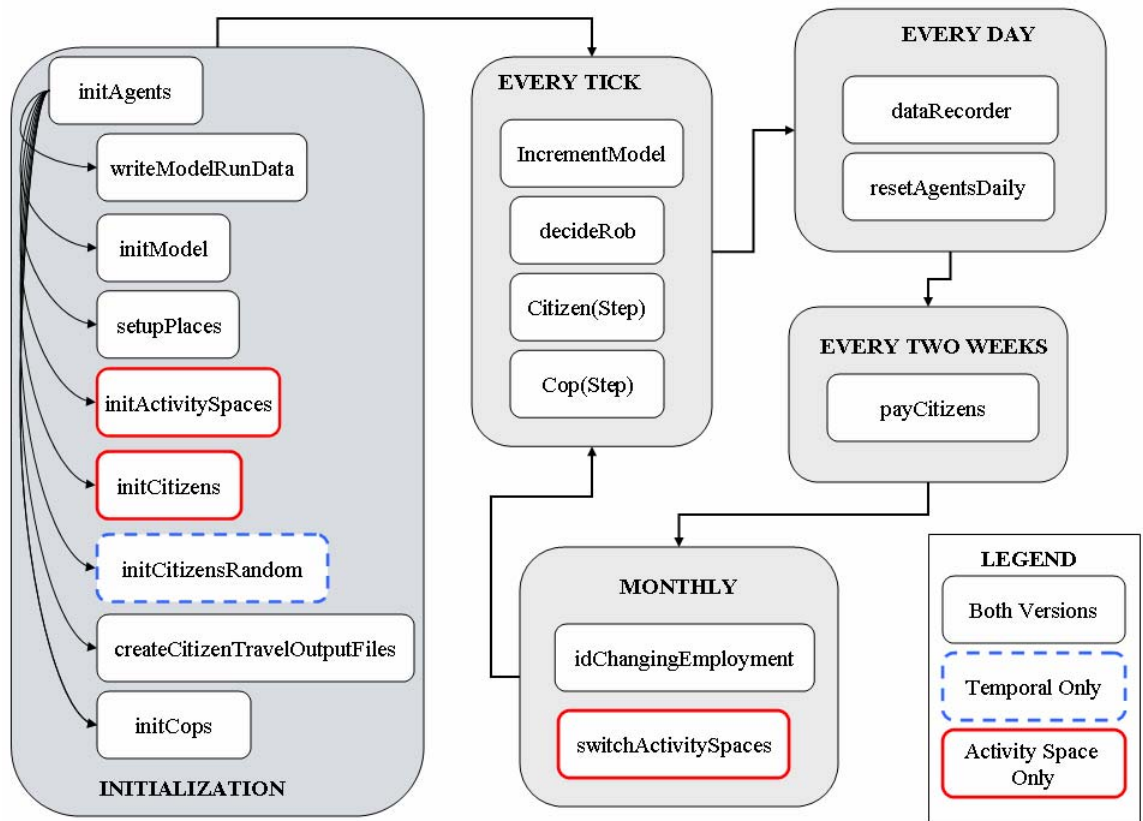 initAgents
writeModelRunData
initModel
setupPlaces
initActivitySpaces
initCitizens
initCitizensRandom
createCitizenTravelOutputFiles
initCops
INITIALIZATION
EVERY TICK
IncrementModel
decideRob
Citizen(Step)
Cop(Step)
EVERY DAY
dataRecorder
resetAgentsDaily
EVERY TWO WEEKS
payCitizens
MONTHLY
idChangingEmployment
switchActivitySpaces
LEGEND
Both Versions
Temporal Only
Activity Space
Only